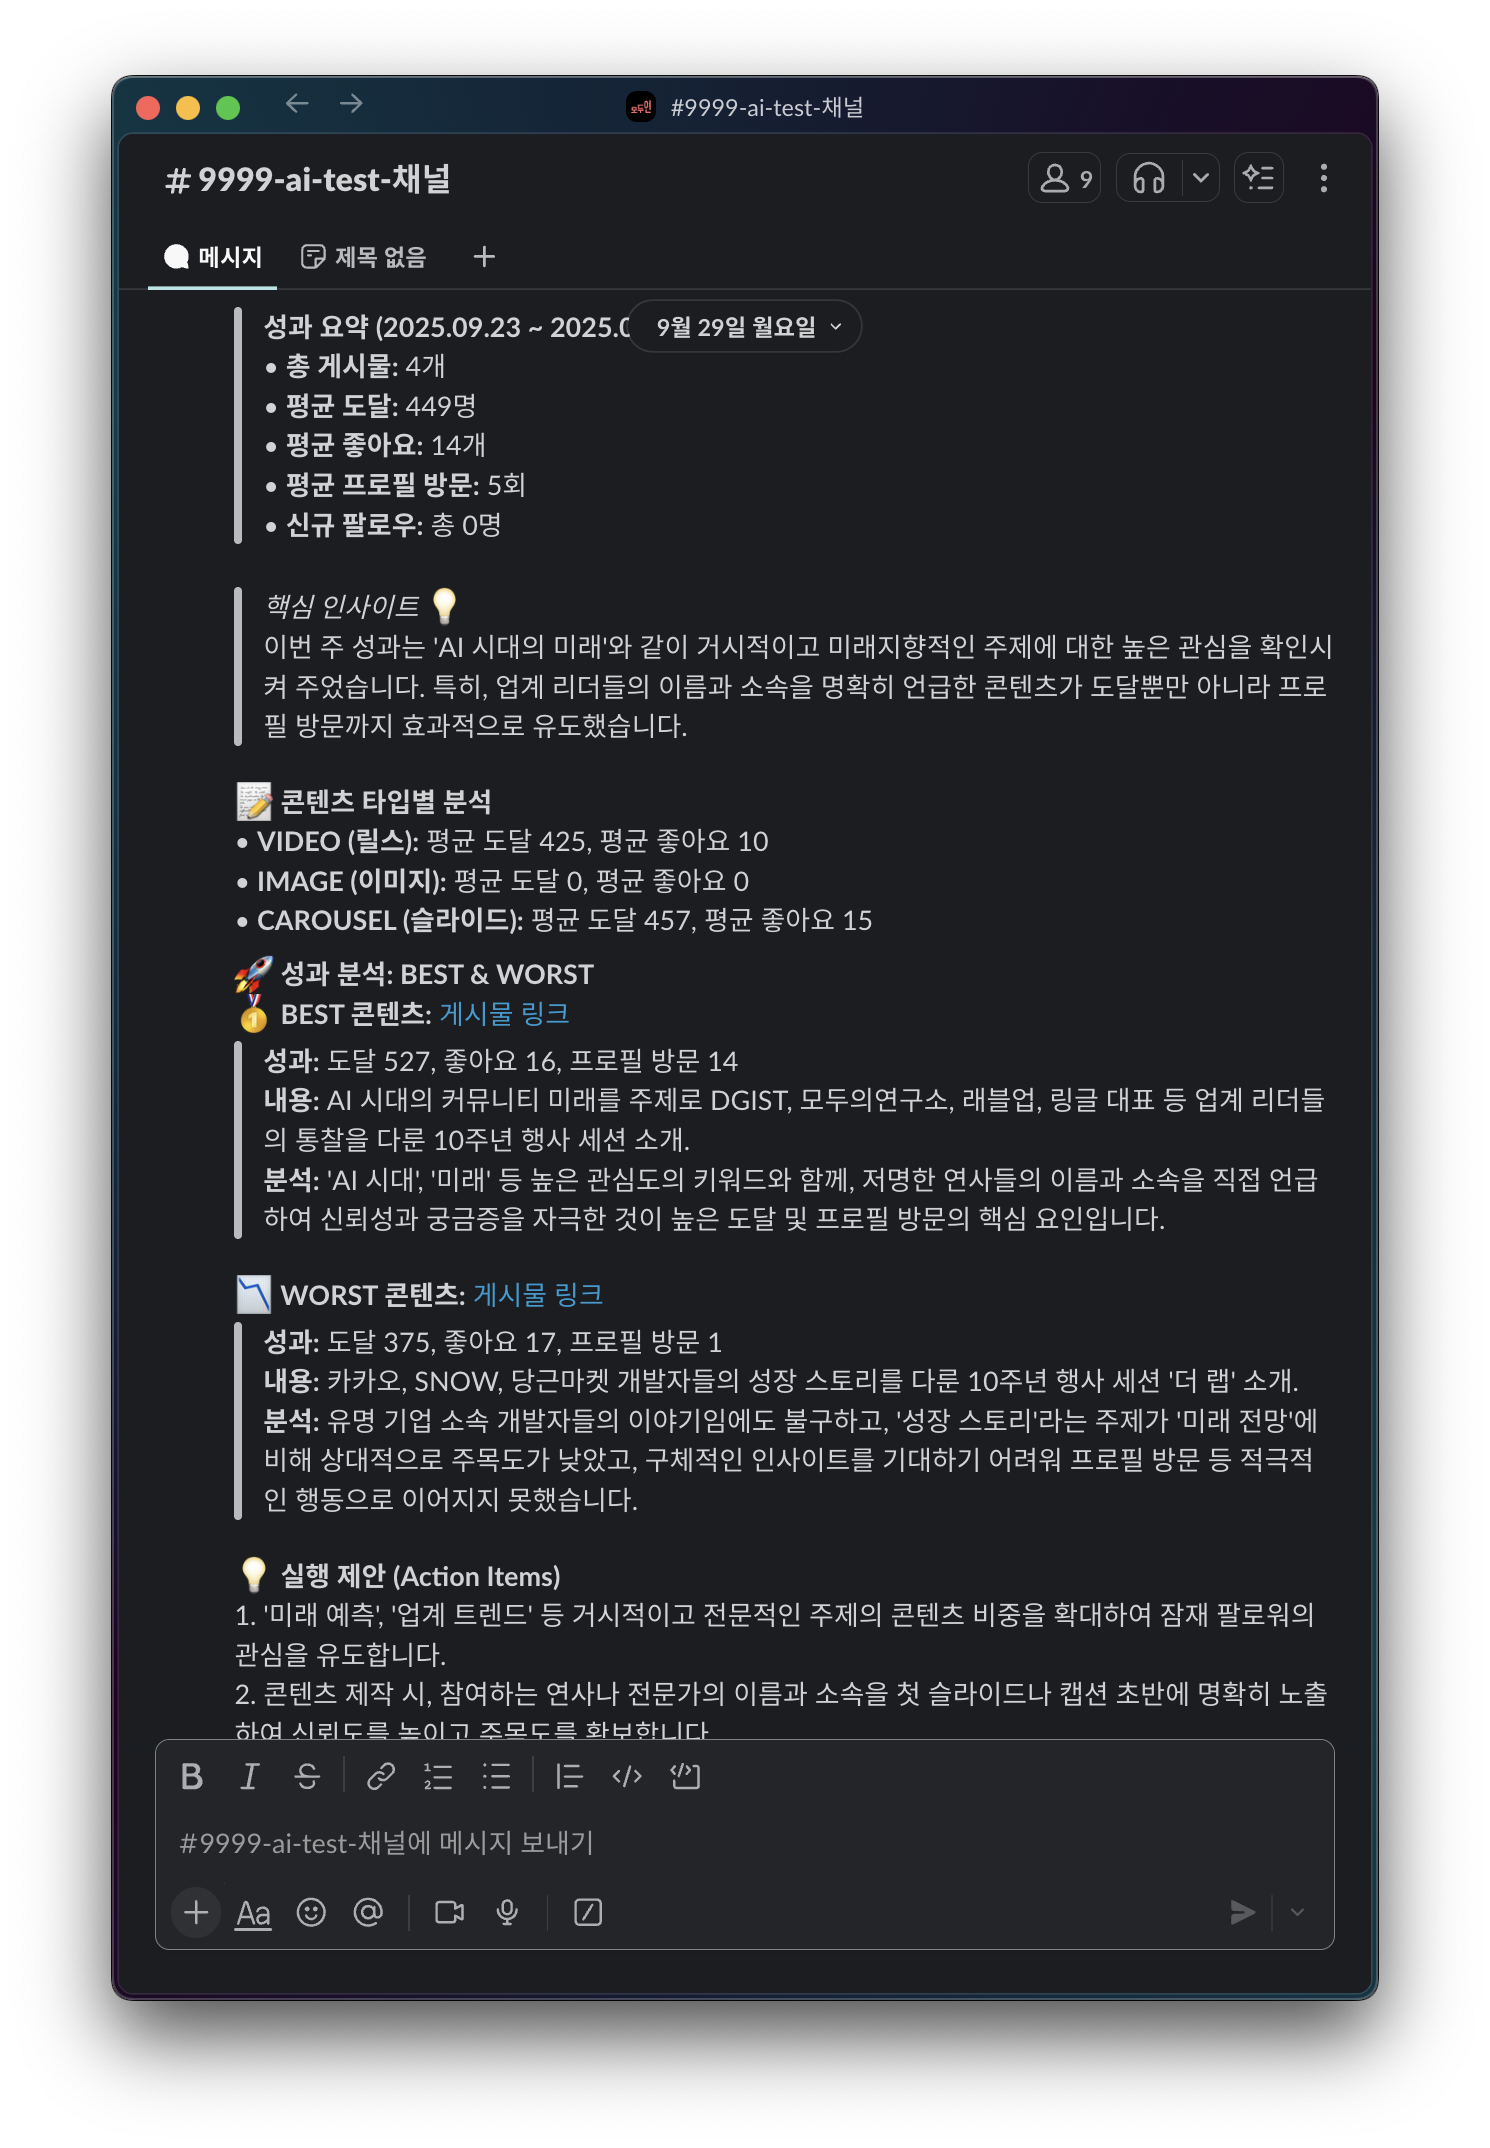 모두연 #9999-ai-test-채널
# 9999-ai-test-채널
9
메시지 제목 없음
성과 요약 (2025.09.23 ~ 2025.0
9월 29일 월요일
• 총 게시물: 4개
• 평균 도달: 449명
• 평균 좋아요: 14개
• 평균 프로필 방문: 5회
• 신규 팔로우: 총 0명
핵심 인사이트
이번 주 성과는 'AI 시대의 미래'와 같이 거시적이고 미래지향적인 주제에 대한 높은 관심을 확인시
켜 주었습니다. 특히, 업계 리더들의 이름과 소속을 명확히 언급한 콘텐츠가 도달뿐만 아니라 프로
필 방문까지 효과적으로 유도했습니다.
콘텐츠 타입별 분석
• VIDEO (릴스): 평균 도달 425, 평균 좋아요 10
• IMAGE (이미지): 평균 도달 0, 평균 좋아요 0
• CAROUSEL (슬라이드): 평균 도달 457, 평균 좋아요 15
성과 분석: BEST & WORST
BEST 콘텐츠: 게시물 링크
성과: 도달 527, 좋아요 16, 프로필 방문 14
내용: AI 시대의 커뮤니티 미래를 주제로 DGIST, 모두의연구소, 래블업, 링글 대표 등 업계 리더들
의 통찰을 다룬 10주년 행사 세션 소개.
분석: 'AI 시대', '미래' 등 높은 관심도의 키워드와 함께, 저명한 연사들의 이름과 소속을 직접 언급
하여 신뢰성과 궁금증을 자극한 것이 높은 도달 및 프로필 방문의 핵심 요인입니다.
WORST 콘텐츠: 게시물 링크
성과: 도달 375, 좋아요 17, 프로필 방문 1
내용: 카카오, SNOW, 당근마켓 개발자들의 성장 스토리를 다룬 10주년 행사 세션 '더 랩' 소개.
분석: 유명 기업 소속 개발자들의 이야기임에도 불구하고, '성장 스토리'라는 주제가 '미래 전망'에
비해 상대적으로 주목도가 낮았고, 구체적인 인사이트를 기대하기 어려워 프로필 방문 등 적극적
인 행동으로 이어지지 못했습니다.
실행 제안 (Action Items)
1. '미래 예측', '업계 트렌드' 등 거시적이고 전문적인 주제의 콘텐츠 비중을 확대하여 잠재 팔로워의
관심을 유도합니다.
2. 콘텐츠 제작 시, 참여하는 연사나 전문가의 이름과 소속을 첫 슬라이드나 캡션 초반에 명확히 노출
하여 신뢰도를 높이고 주목도를 확보합니다
B I S
#9999-ai-test-채널에 메시지 보내기
Aa